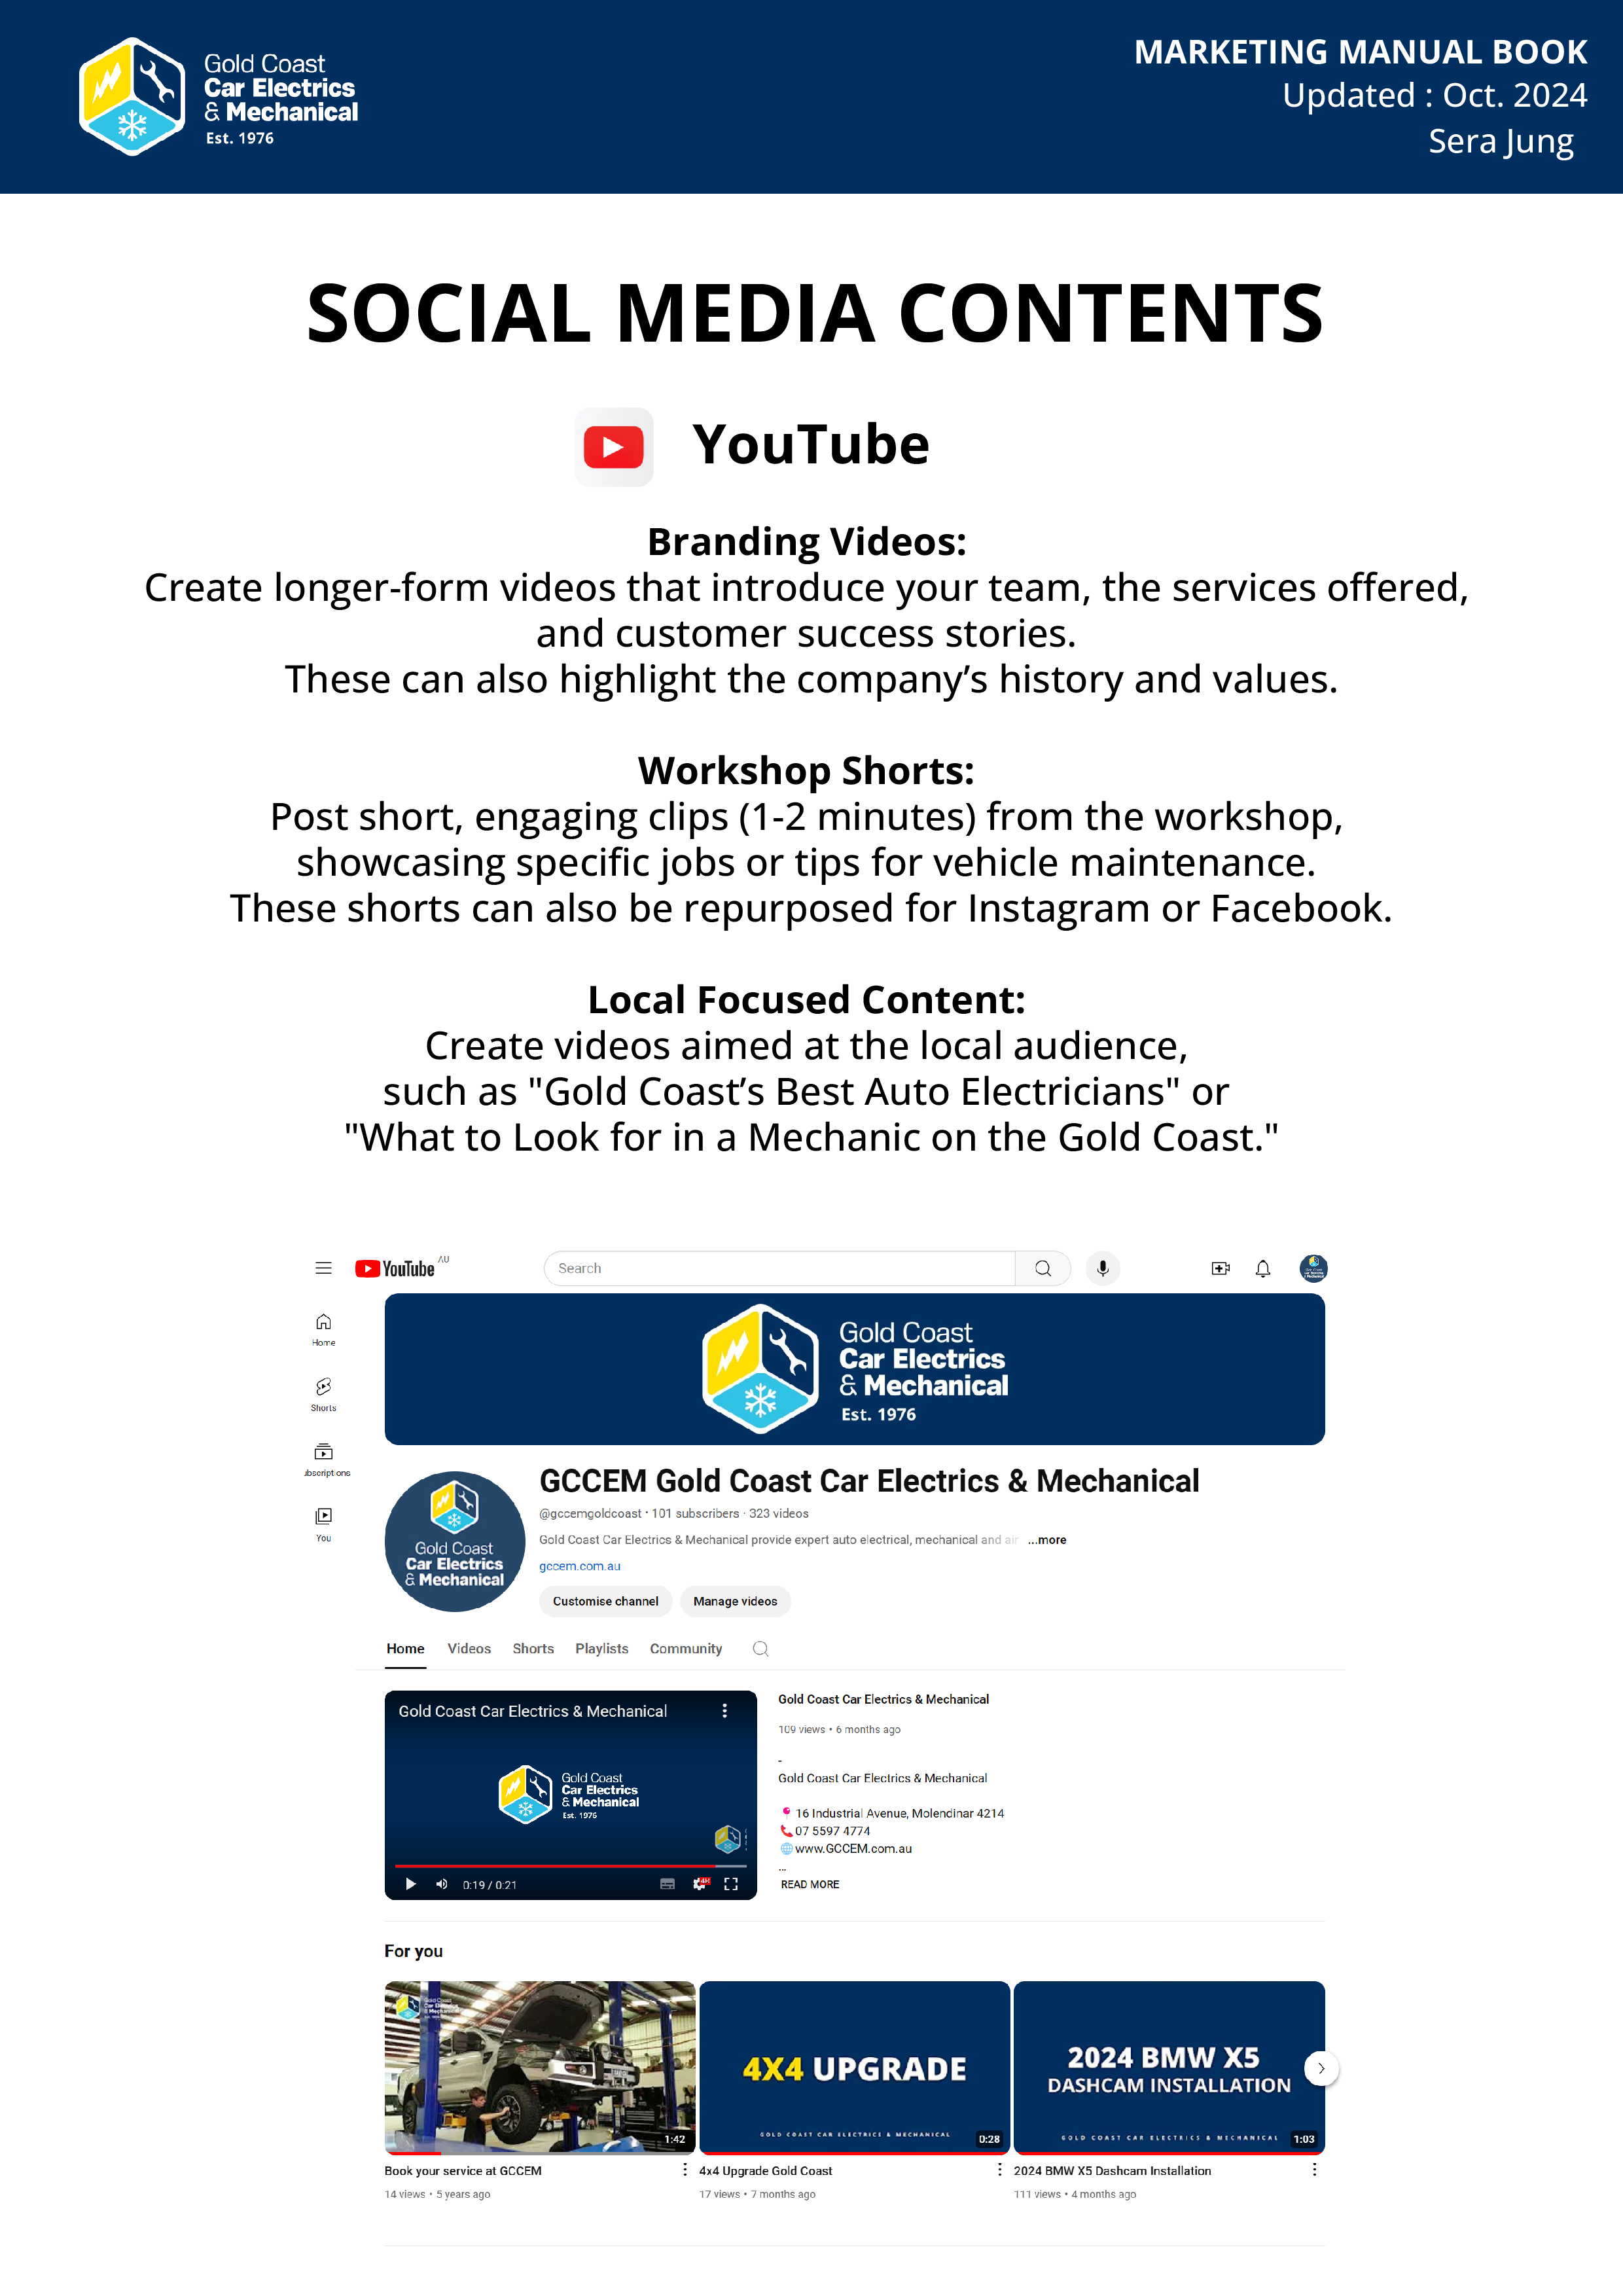 Gold Coast
Car Electrics
& Mechanical
Est. 1976
MARKETING MANUAL BOOK
Updated : Oct. 2024
Sera Jung
SOCIAL MEDIA CONTENTS
YouTube
Branding Videos:
Create longer-form videos that introduce your team, the services offered,
and customer success stories.
These can also highlight the company’s history and values.
Workshop Shorts:
Post short, engaging clips (1-2 minutes) from the workshop,
showcasing specific jobs or tips for vehicle maintenance.
These shorts can also be repurposed for Instagram or Facebook.
Local Focused Content:
Create videos aimed at the local audience,
such as "Gold Coast’s Best Auto Electricians" or
"What to Look for in a Mechanic on the Gold Coast."
YouTube AU
Search
Home
Shorts
ubscriptions
You
Gold Coast
Car Electrics
& Mechanical
Est. 1976
Gold Coast
Car Electrics
& Mechanical
GCCEM Gold Coast Car Electrics & Mechanical
@gccemgoldcoast • 101 subscribers · 323 videos
Gold Coast Car Electrics & Mechanical provide expert auto electrical, mechanical and air ...more
gccem.com.au
Customise channel
Manage videos
Home Videos Shorts Playlists Community
Gold Coast Car Electrics & Mechanical
Gold Coast
Car Electrics
& Mechanical
Est. 1976
0:19 / 0:21
4K
Gold Coast Car Electrics & Mechanical
109 views • 6 months ago
-
Gold Coast Car Electrics & Mechanical
16 Industrial Avenue, Molendinar 4214
07 5597 4774
www.GCCEM.com.au
...
READ MORE
For you
Gold Coast
Car Electrics
& Mechanical
1:42
4X4 UPGRADE
GOLD COAST CAR ELECTRICS & MECHANICAL
0:28
2024 BMW X5
DASHCAM INSTALLATION
GOLD COAST CAR ELECTRICS & MECHANICAL
1:03
Book your service at GCCEM
14 views • 5 years ago
4x4 Upgrade Gold Coast
17 views • 7 months ago
2024 BMW X5 Dashcam Installation
111 views • 4 months ago